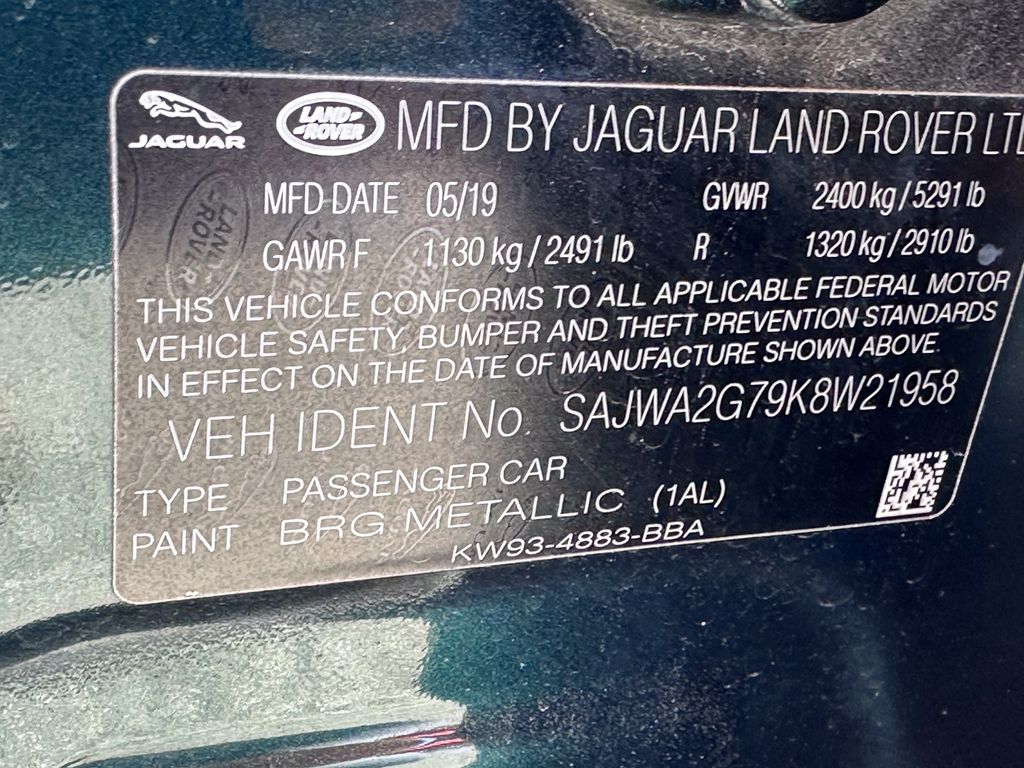 JAGUAR LAND ROVER MFD BY JAGUAR LAND ROVER LTD
MFD DATE 05/19 GVWR 2400 kg / 5291 lb
GAWR F 1130 kg / 2491 lb R 1320 kg / 2910 lb
THIS VEHICLE CONFORMS TO ALL APPLICABLE FEDERAL MOTOR
VEHICLE SAFETY, BUMPER AND THEFT PREVENTION STANDARDS
IN EFFECT ON THE DATE OF MANUFACTURE SHOWN ABOVE.
VEH IDENT No. SAJWA2G79K8W21958
TYPE PASSENGER CAR
PAINT BRG METALLIC (1AL)
KW93-4883-BBA